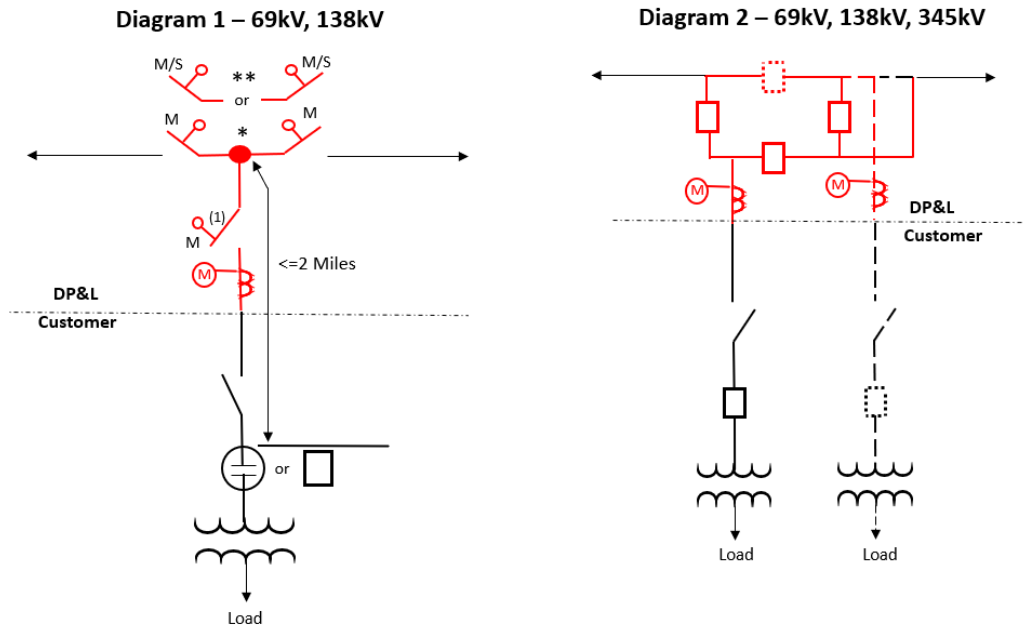 Diagram 1 – 69kV, 138kV
M/S
**
M/S
or
M
*
M
(1)
M
<=2 Miles
M
DP&L
Customer
or
Load
Diagram 2 – 69kV, 138kV, 345kV
M
M
DP&L
Customer
Load
Load